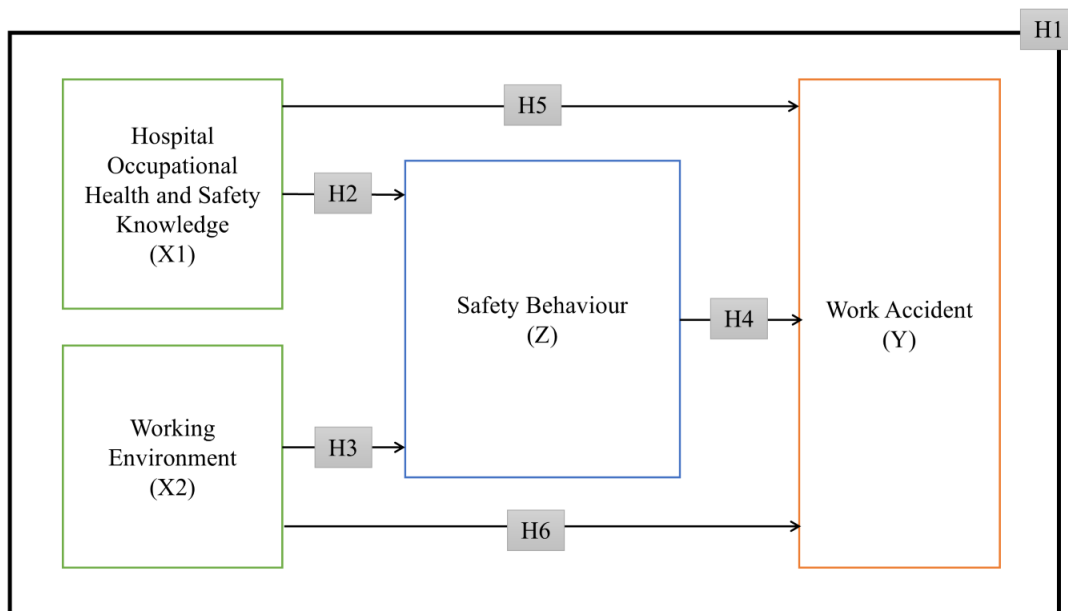 H1
H5
Hospital
Occupational
Health and Safety
Knowledge
(X1)
H2
Safety Behaviour
(Z)
H4
Work Accident
(Y)
Working
Environment
(X2)
H3
H6